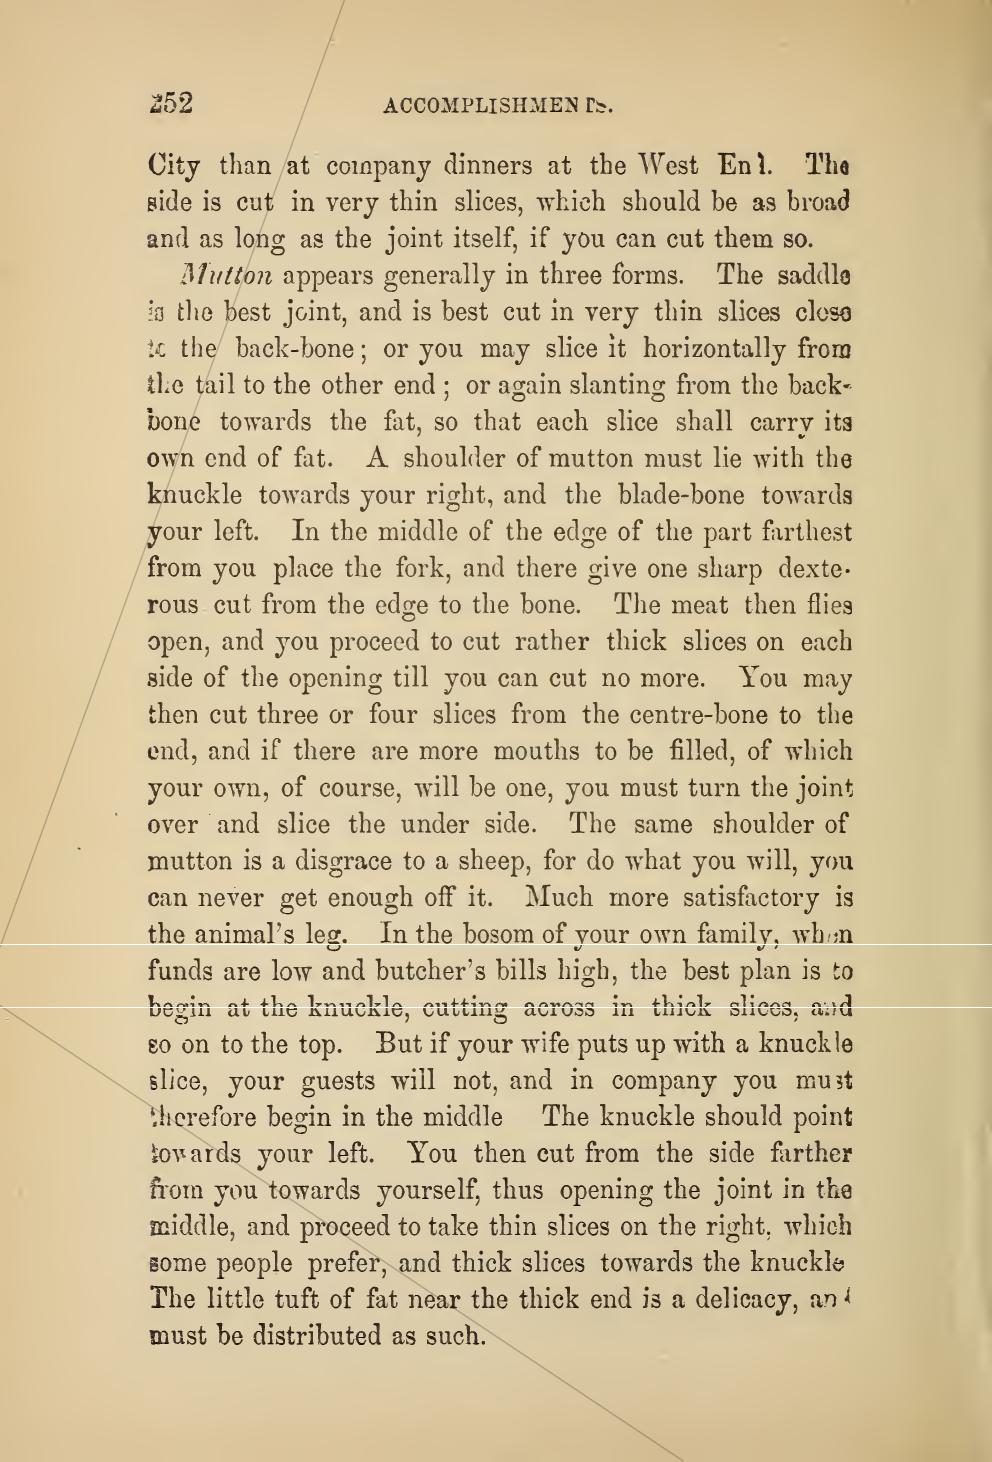 252 ACCOMPLISHMENTS.
City than at company dinners at the West End. The
side is cut in very thin slices, which should be as broad
and as long as the joint itself, if you can cut them so.
Mutton appears generally in three forms. The saddle
is the best joint, and is best cut in very thin slices close
to the back-bone; or you may slice it horizontally from
the tail to the other end; or again slanting from the back-
bone towards the fat, so that each slice shall carry its
own end of fat. A shoulder of mutton must lie with the
knuckle towards your right, and the blade-bone towards
your left. In the middle of the edge of the part farthest
from you place the fork, and there give one sharp dexte-
rous cut from the edge to the bone. The meat then flies
open, and you proceed to cut rather thick slices on each
side of the opening till you can cut no more. You may
then cut three or four slices from the centre-bone to the
end, and if there are more mouths to be filled, of which
your own, of course, will be one, you must turn the joint
over and slice the under side. The same shoulder of
mutton is a disgrace to a sheep, for do what you will, you
can never get enough off it. Much more satisfactory is
the animal's leg. In the bosom of your own family, when
funds are low and butcher's bills high, the best plan is to
begin at the knuckle, cutting across in thick slices, and
so on to the top. But if your wife puts up with a knuckle
slice, your guests will not, and in company you must
therefore begin in the middle The knuckle should point
towards your left. You then cut from the side farther
from you towards yourself, thus opening the joint in the
middle, and proceed to take thin slices on the right, which
some people prefer, and thick slices towards the knuckle
The little tuft of fat near the thick end is a delicacy, and
must be distributed as such.